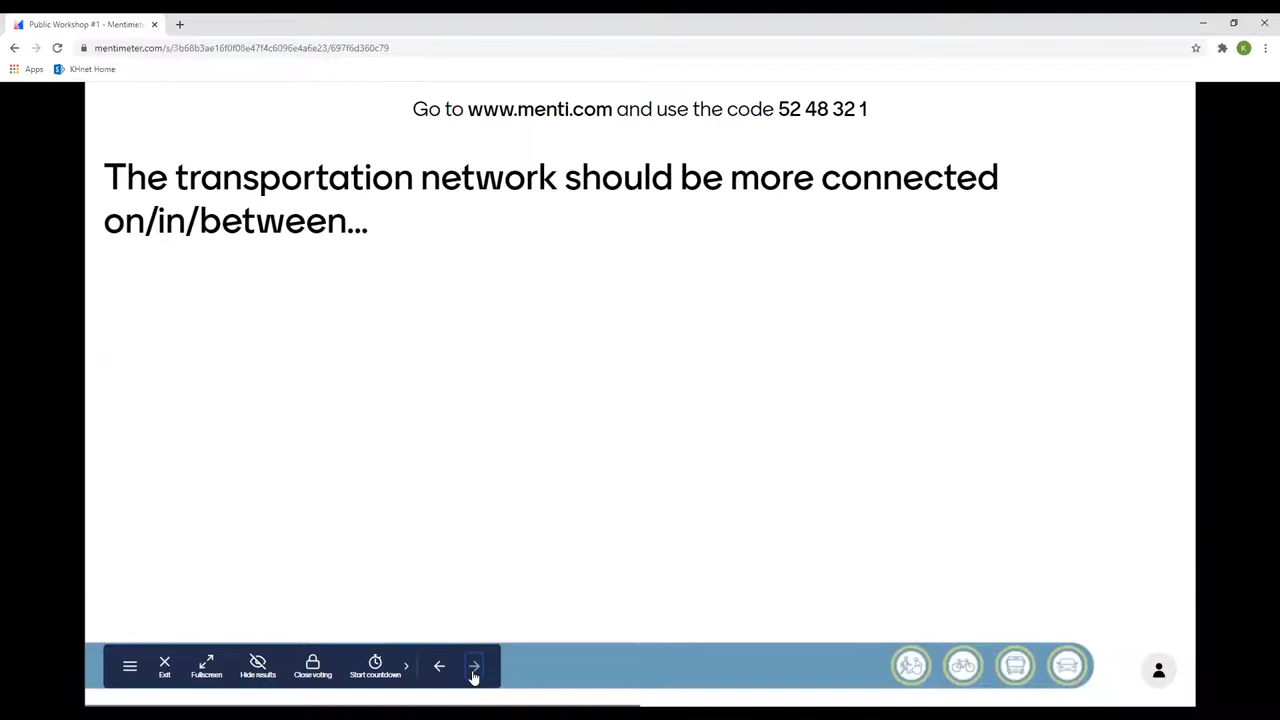 Public Workshop #1 - Mentimete
mentimeter.com/s/3b68b3ae16f0f08e47f4c6096e4a6e23/697f6d360c79
K
Apps
KHnet Home
Go to www.menti.com and use the code 52 48 32 1
The transportation network should be more connected
on/in/between...
Exit
Fullscreen
Hide results
Close voting
Start countdown